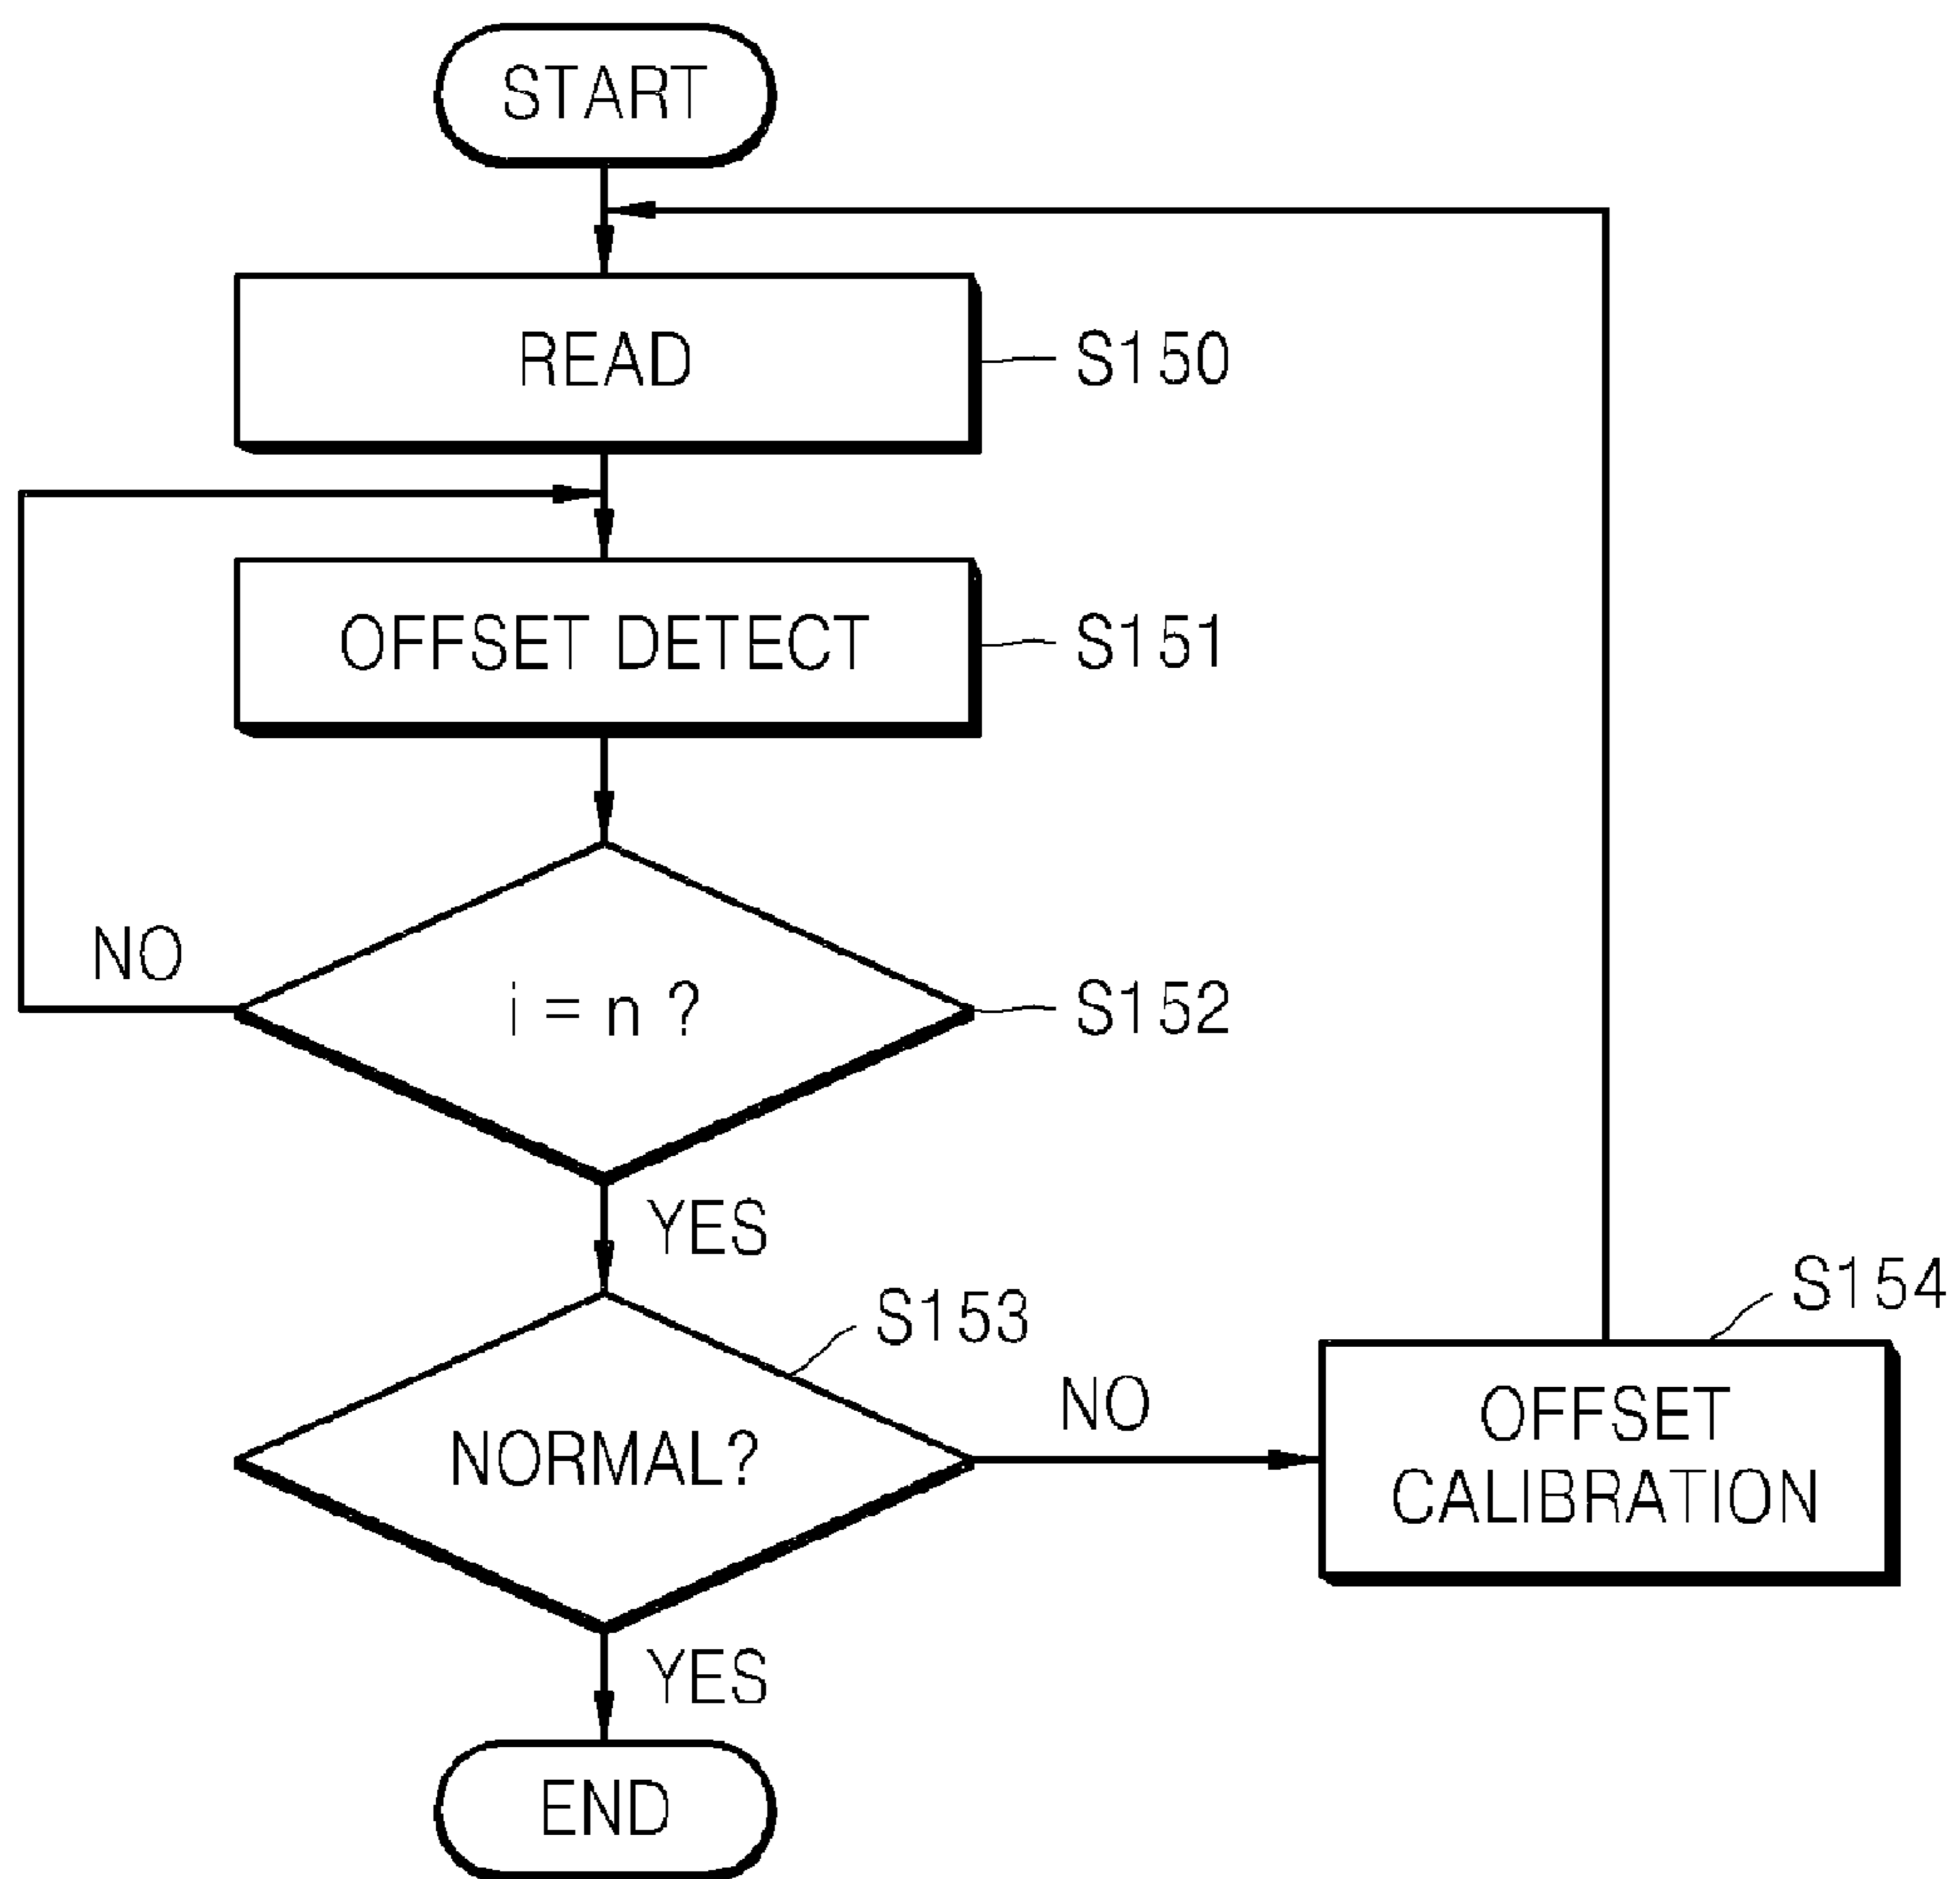 START
READ
S150
OFFSET DETECT
S151
NO
i = n ?
S152
YES
S153
S154
NORMAL?
NO
OFFSET
CALIBRATION
YES
END